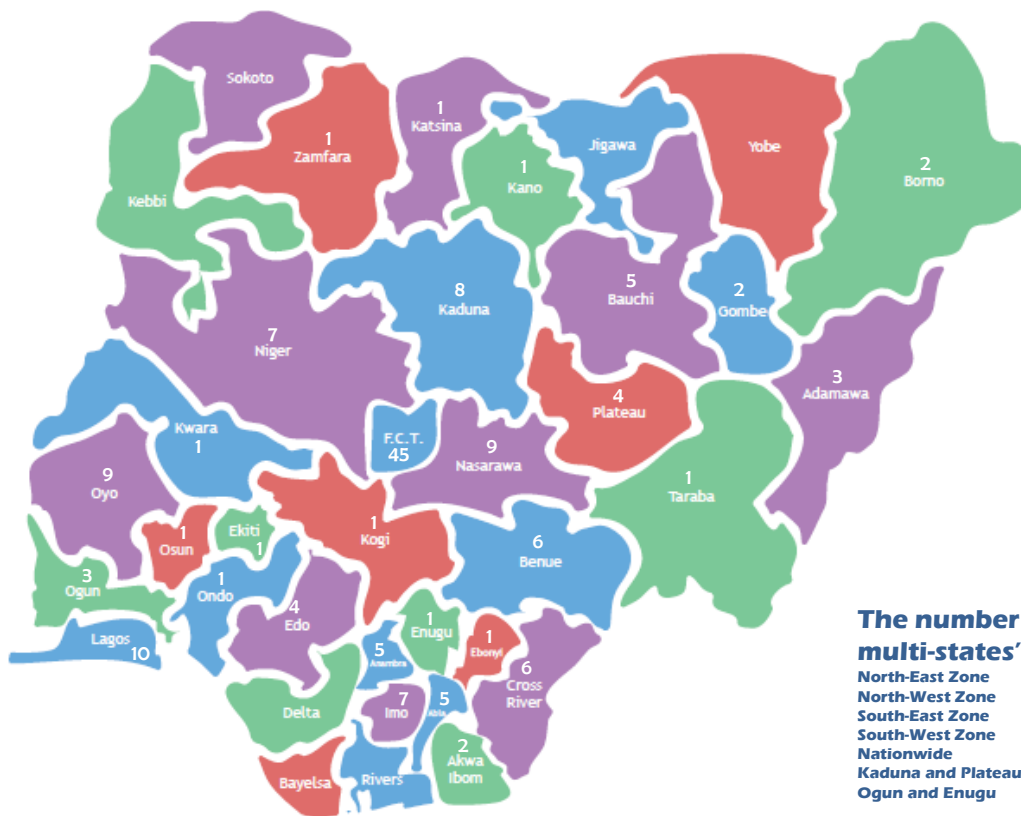 Sokoto
1
Katsina
1
Zamfara
Jigawa
Yobe
1
Kano
2
Borno
Kebbi
5
Bauchi
2
Gombe
8
Kaduna
7
Niger
3
Adamawa
4
Plateau
Kwara
1
F.C.T.
45
9
Nasarawa
9
Oyo
1
Taraba
1
Osun
Ekiti
1
1
Kogi
6
Benue
3
Ogun
1
Ondo
4
Edo
1
Enugu
1
Ebonyi
Lagos
10
5
Anambra
6
Cross
River
Delta
7
Imo
5
Abia
2
Akwa
Ibom
Bayelsa
Rivers
The number
multi-states'
North-East Zone
North-West Zone
South-East Zone
South-West Zone
Nationwide
Kaduna and Plateau
Ogun and Enugu